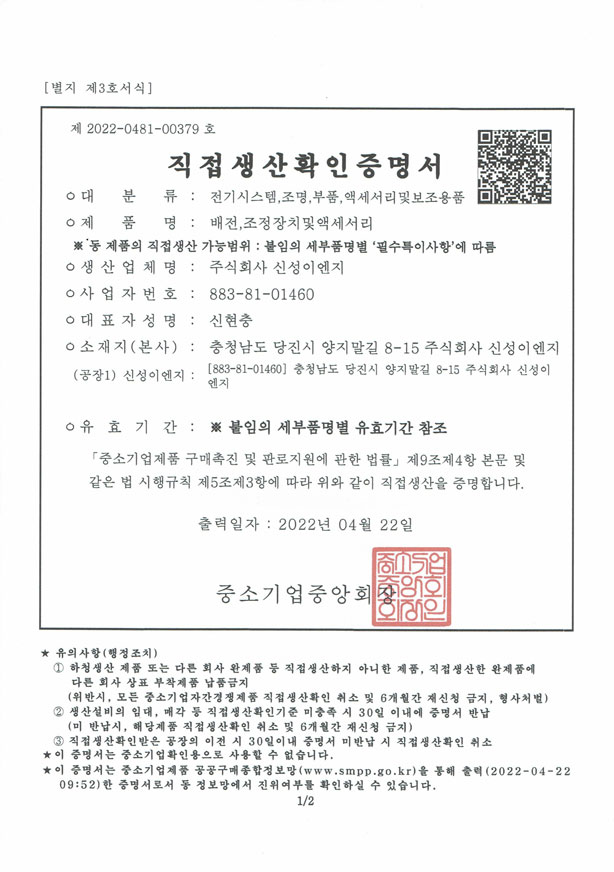 [별지 제3호서식]
제 2022-0481-00379 호
직접생산확인증명서
ㅇ대 분 류 : 전기시스템,조명,부품,액세서리및보조용품
ㅇ제 품 명 : 배전,조정장치및액세서리
※ 동 제품의 직접생산 가능범위 : 붙임의 세부품명별 '필수특이사항'에 따름
ㅇ생산업체명 : 주식회사 신성이엔지
ㅇ사업자번호 : 883-81-01460
ㅇ대표자성명 : 신현충
ㅇ소재지(본사) : 충청남도 당진시 양지말길 8-15 주식회사 신성이엔지
(공장1) 신성이엔지 : [883-81-01460] 충청남도 당진시 양지말길 8-15 주식회사 신성이
엔지
ㅇ유 효 기 간 : ※ 붙임의 세부품명별 유효기간 참조
「중소기업제품 구매촉진 및 판로지원에 관한 법률」제9조제4항 본문 및
같은 법 시행규칙 제5조제3항에 따라 위와 같이 직접생산을 증명합니다.
출력일자 : 2022년 04월 22일
중소기업중앙회장
★ 유의사항(행정조치)
① 하청생산 제품 또는 다른 회사 완제품 등 직접생산하지 아니한 제품, 직접생산한 완제품에
다른 회사 상표 부착제품 납품금지
(위반시, 모든 중소기업자간경쟁제품 직접생산확인 취소 및 6개월간 재신청 금지, 형사처벌)
② 생산설비의 임대, 매각 등 직접생산확인기준 미충족 시 30일 이내에 증명서 반납
(미 반납시, 해당제품 직접생산확인 취소 및 6개월간 재신청 금지)
③ 직접생산확인받은 공장의 이전 시 30일이내 증명서 미반납 시 직접생산확인 취소
★이 증명서는 중소기업확인용으로 사용할 수 없습니다.
★이 증명서는 중소기업제품 공공구매종합정보망(www.smpp.go.kr)을 통해 출력(2022-04-22
09:52)한 증명서로서 동 정보망에서 진위여부를 확인하실 수 있습니다.
1/2